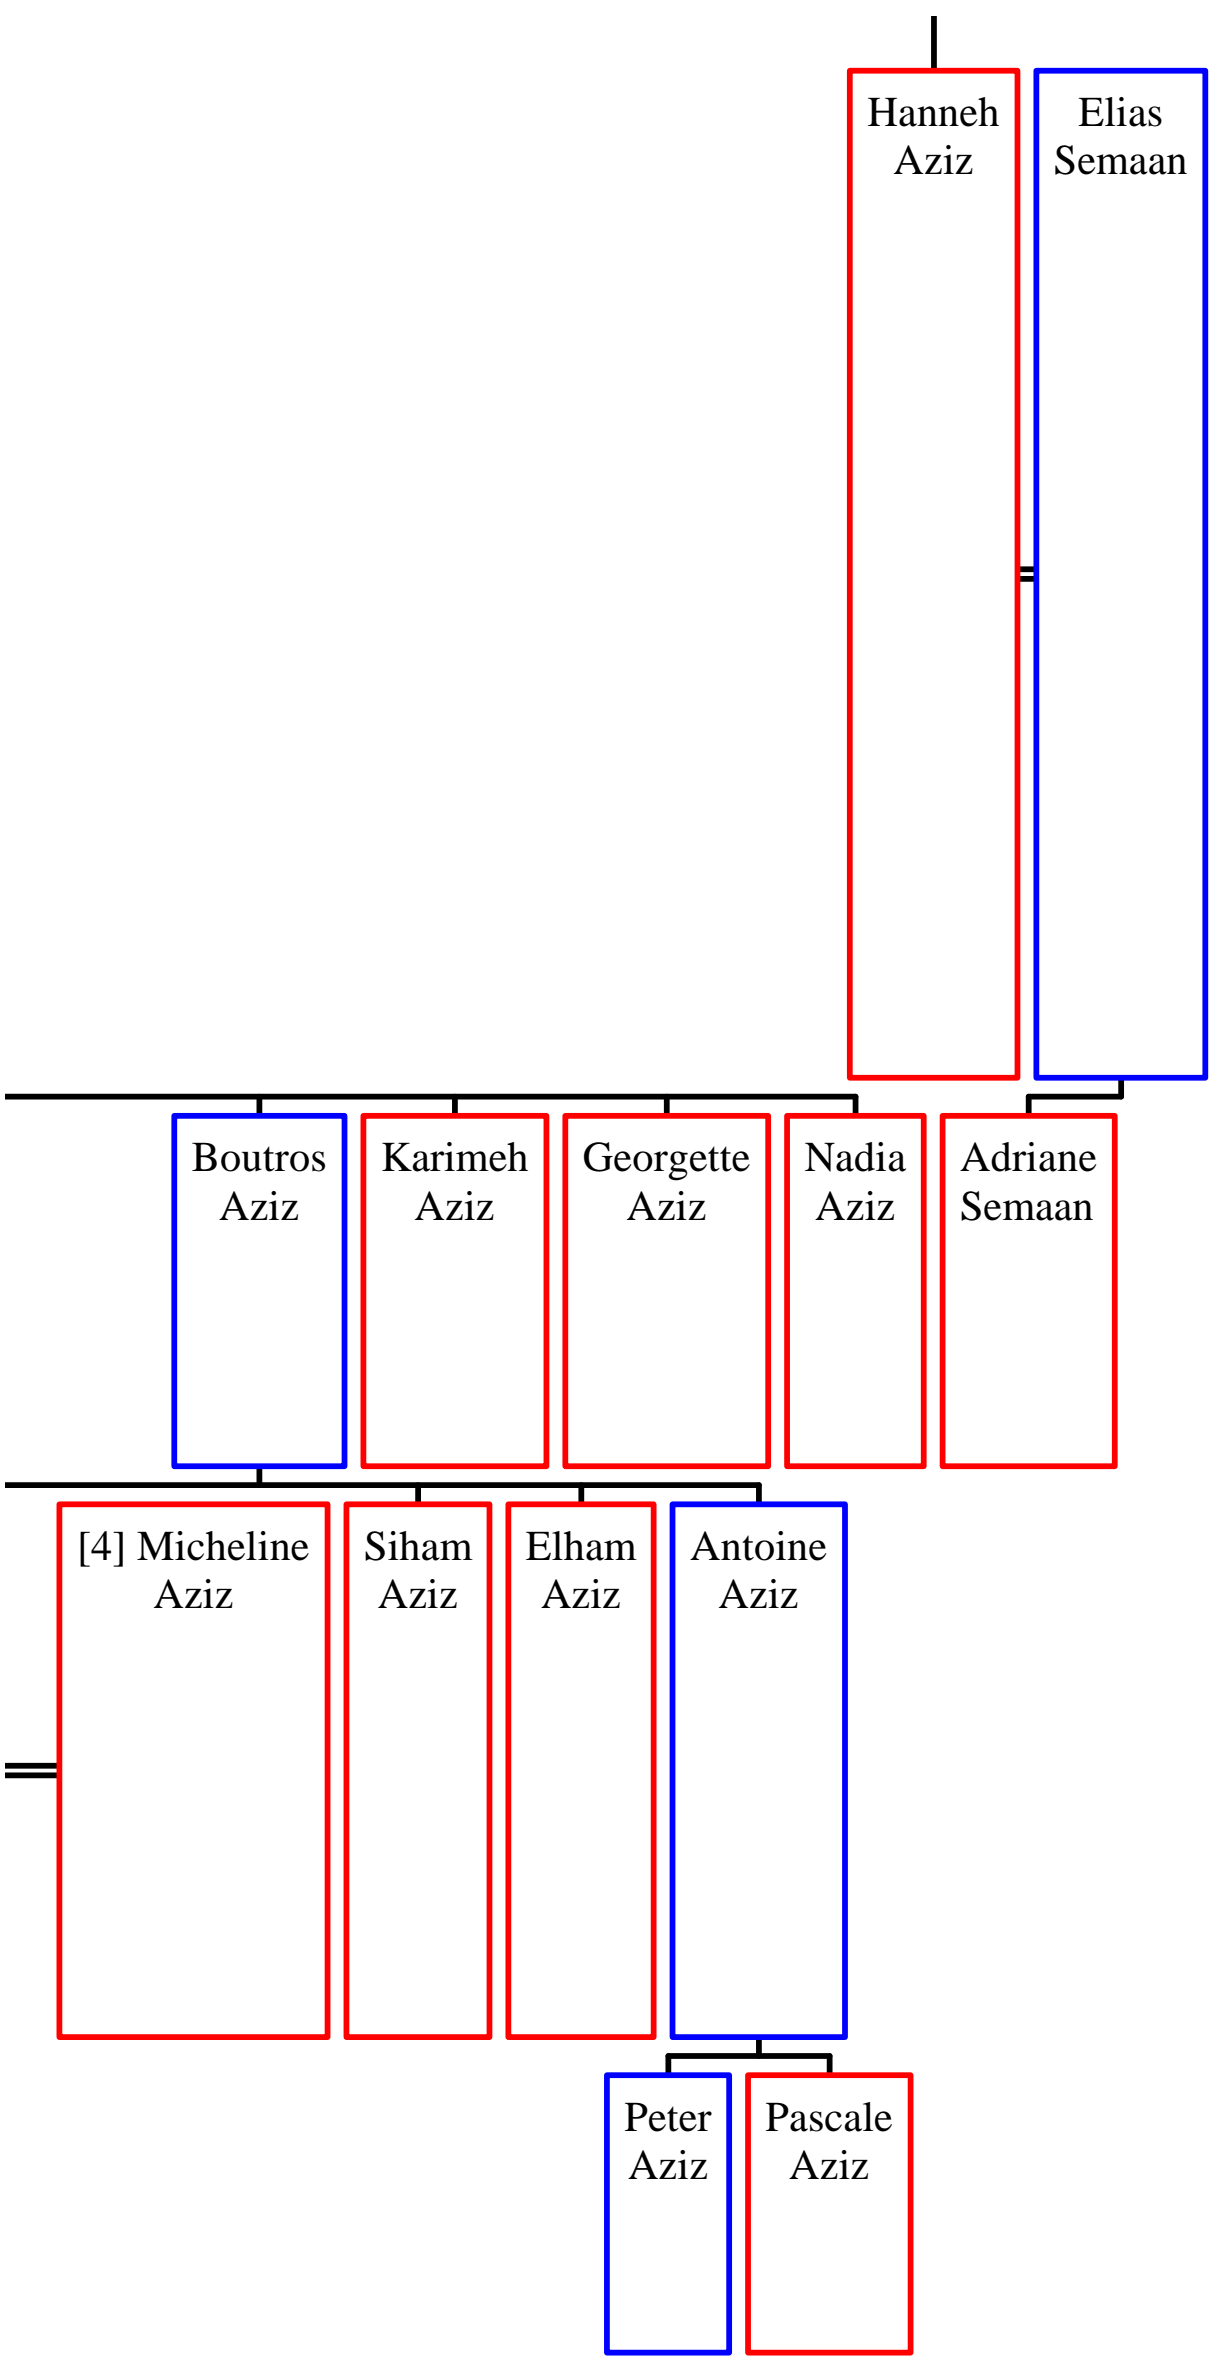 Hanneh
Aziz
Elias
Semaan
Boutros
Aziz
Karimeh
Aziz
Georgette
Aziz
Nadia
Aziz
Adriane
Semaan
[4] Micheline
Aziz
Siham
Aziz
Elham
Aziz
Antoine
Aziz
Peter
Aziz
Pascale
Aziz